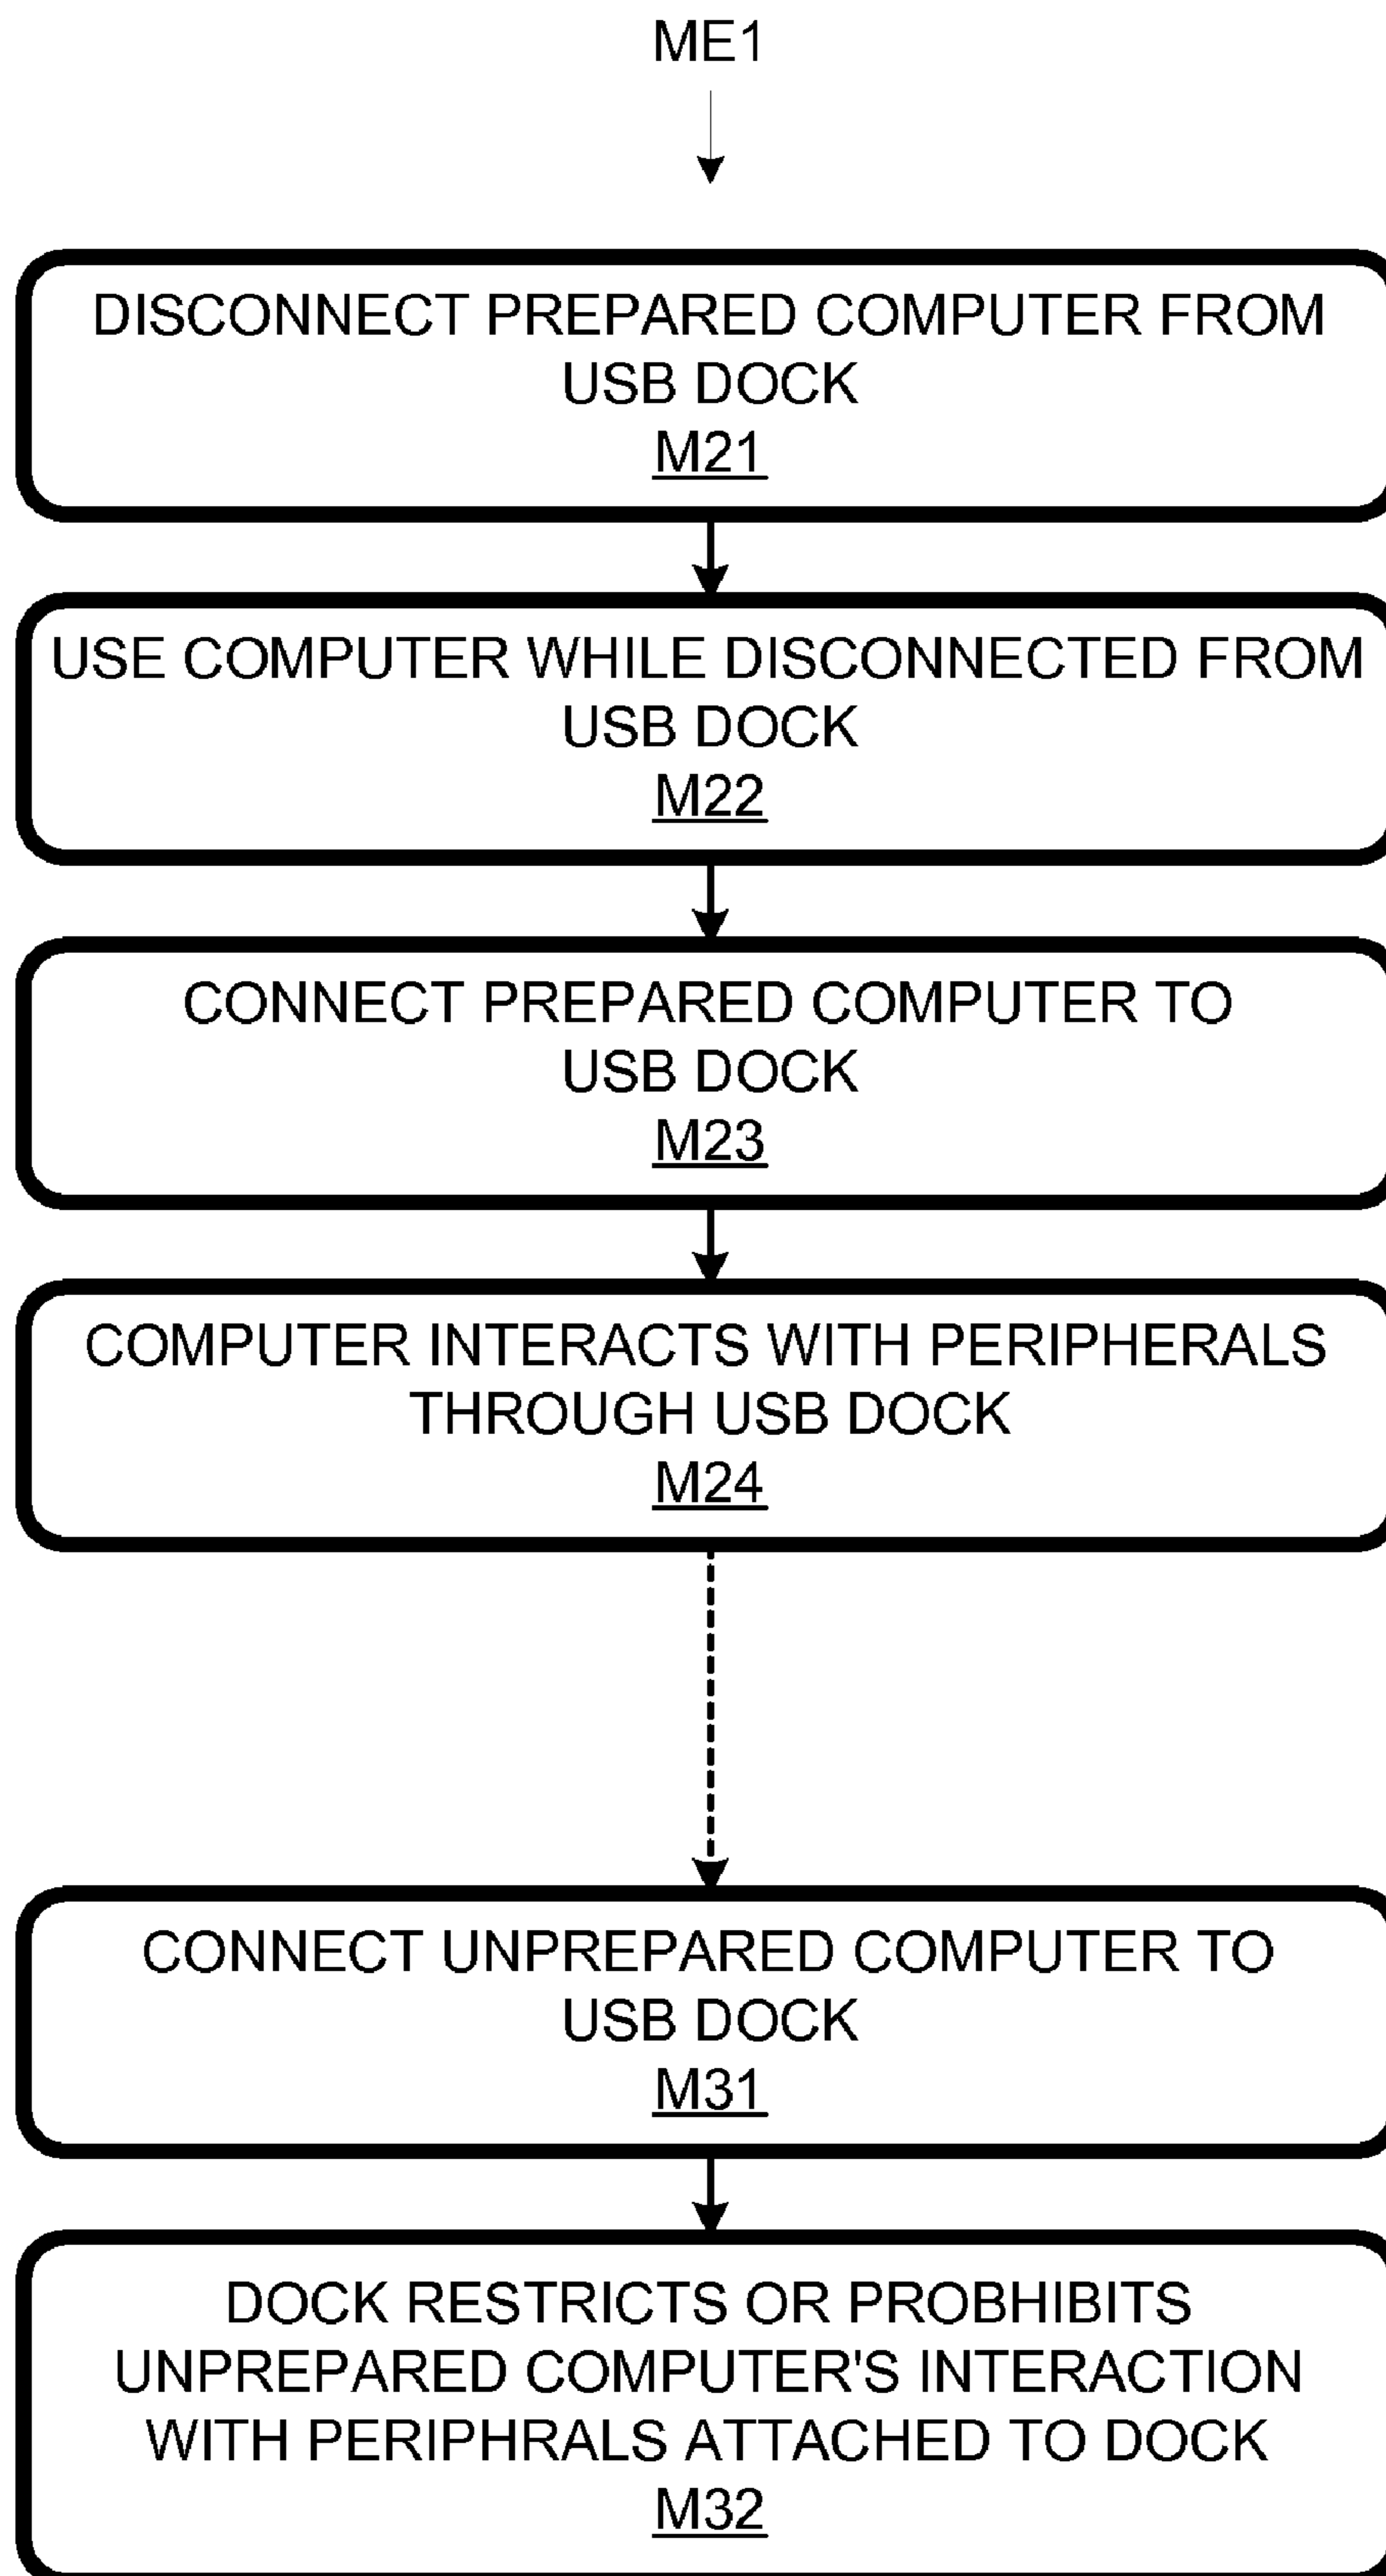 ME1
DISCONNECT PREPARED COMPUTER FROM
USB DOCK
M21
USE COMPUTER WHILE DISCONNECTED FROM
USB DOCK
M22
CONNECT PREPARED COMPUTER TO
USB DOCK
M23
COMPUTER INTERACTS WITH PERIPHERALS
THROUGH USB DOCK
M24
CONNECT UNPREPARED COMPUTER TO
USB DOCK
M31
DOCK RESTRICTS OR PROBHIBITS
UNPREPARED COMPUTER'S INTERACTION
WITH PERIPHRALS ATTACHED TO DOCK
M32